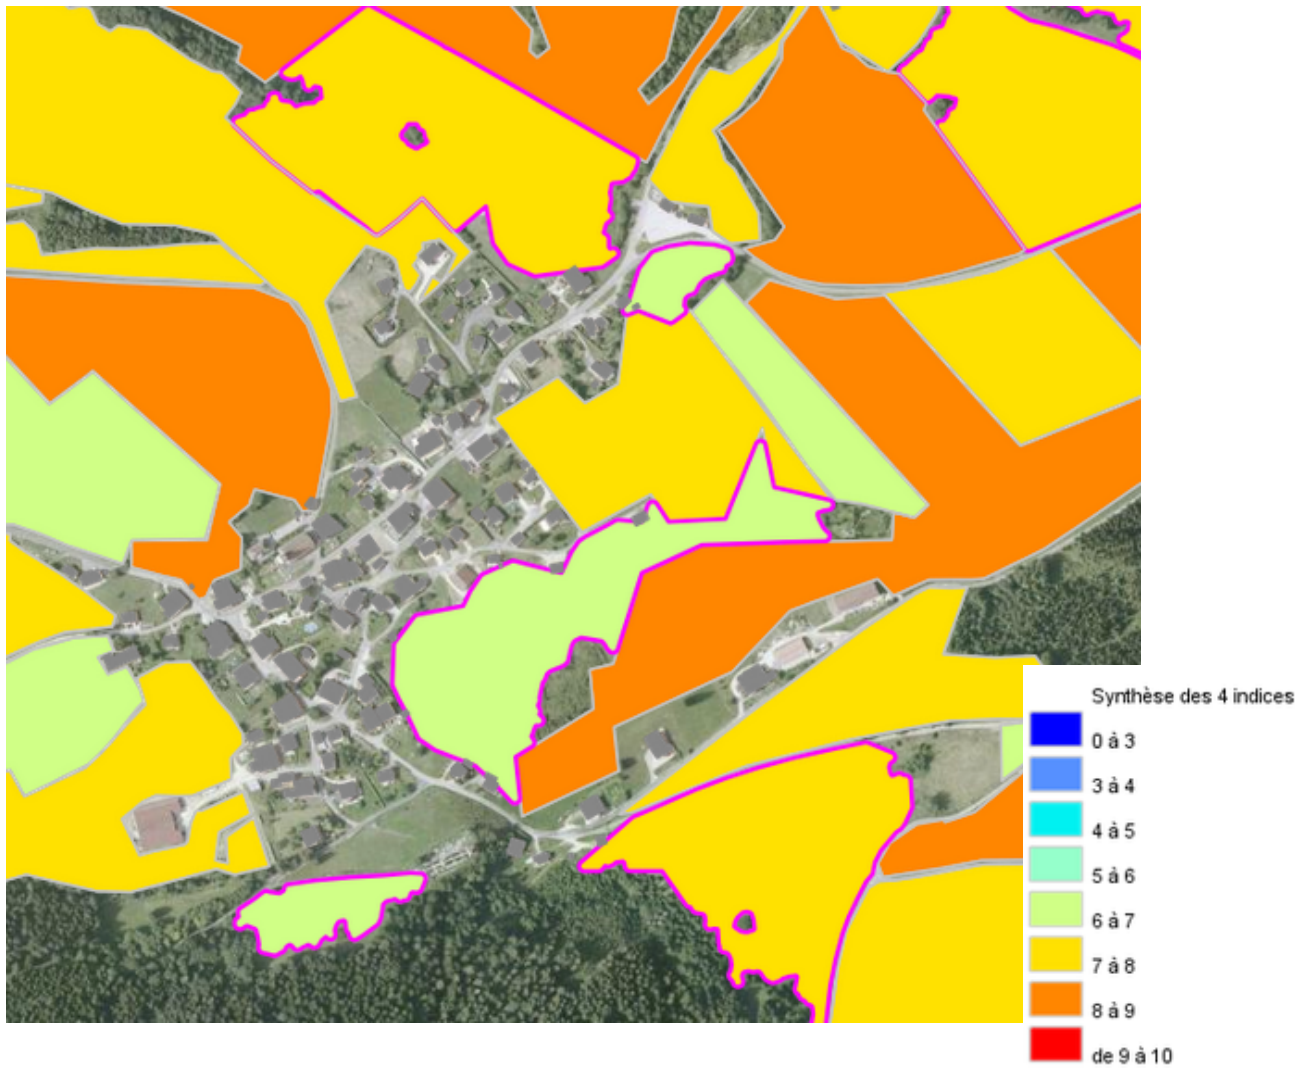 Synthèse des 4 indices
0 à 3
3 à 4
4 à 5
5 à 6
6 à 7
7 à 8
8 à 9
de 9 à 10